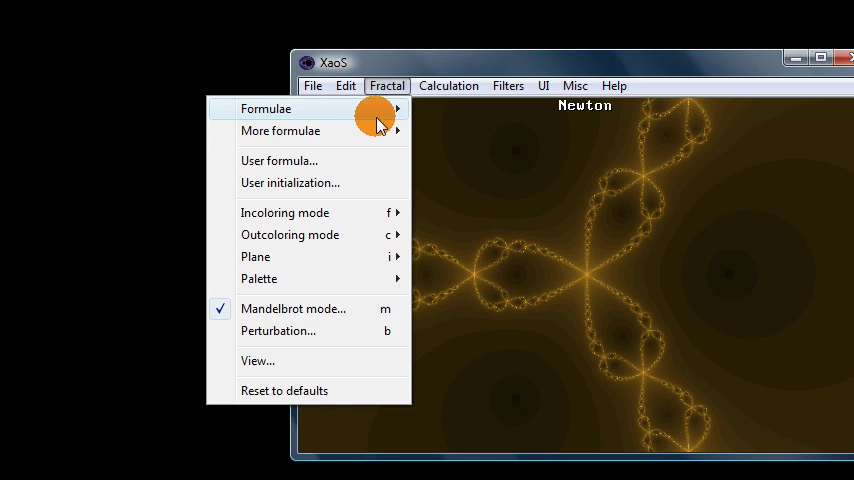 XaoS
File Edit Fractal Calculation Filters UI Misc Help
Newton
Formulae
More formulae
User formula...
User initialization...
Incoloring mode f
Outcoloring mode c
Plane i
Palette
Mandelbrot mode... m
Perturbation... b
View...
Reset to defaults